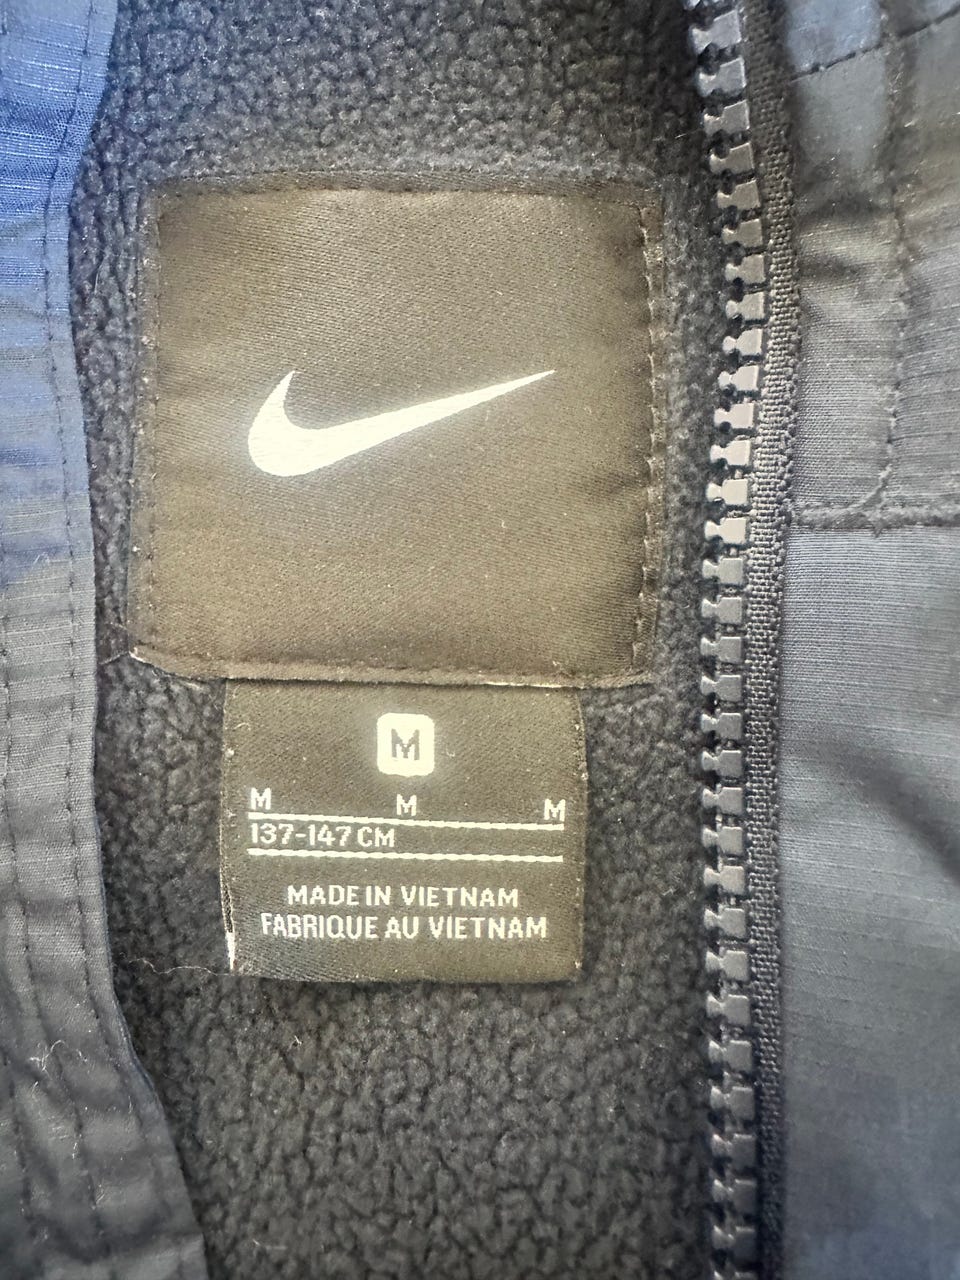 M
M M M
137-147 CM
MADE IN VIETNAM
FABRIQUE AU VIETNAM